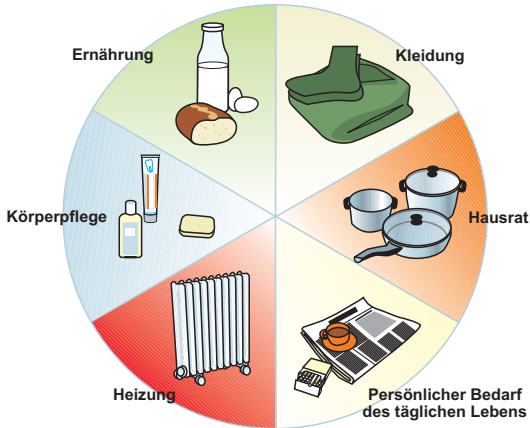 Ernährung
Kleidung
Körperpflege
Hausrat
Heizung
Persönlicher Bedarf
des täglichen Lebens